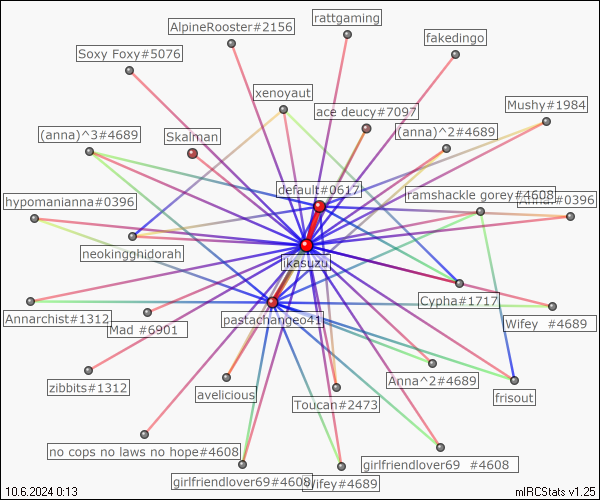 rattgaming
AlpineRooster#2156
fakedingo
Soxy Foxy#5076
xenoyaut
Mushy#1984
ace deucy#7097
(anna)^3#4689
(anna)^2#4689
Skalman
default#0617
ramshackle gorey#4608
#0396
hypomanianna#0396
neokingghidorah
ikasuzu
Cypha#1717
Annarchist#1312
pastachangeo41
Mad #6901
Wifey #4689
Anna^2#4689
zibbits#1312
avelicious
Toucan#2473
frisout
no cops no laws no hope#4608
girlfriendlover69 #4608
girlfriendlover69#4608
Wifey#4689
10.6.2024 0:13
mIRCStats v1.25